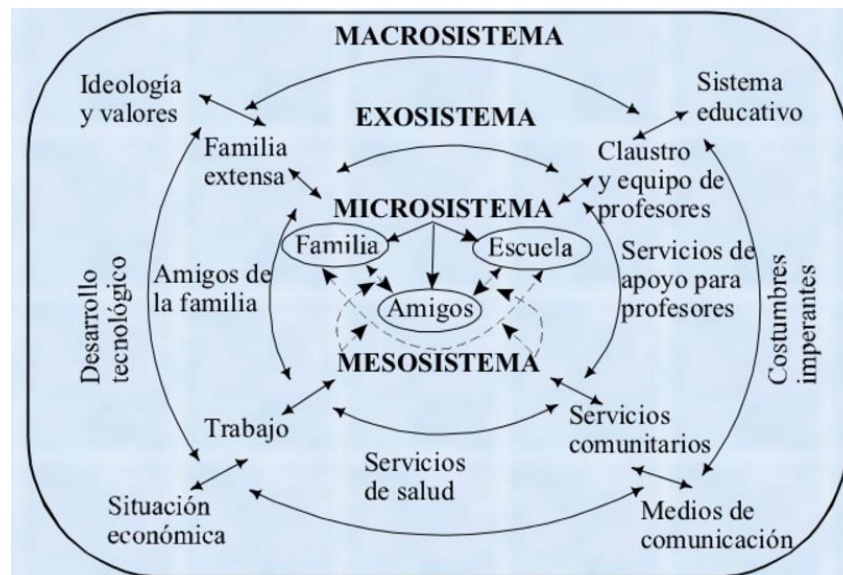 MACROSISTEMA
Ideología
y valores
Sistema
educativo
EXOSISTEMA
Familia
extensa
Claustro
y equipo de
profesores
MICROSISTEMA
Familia
Escuela
Desarrollo
tecnológico
Amigos de
la familia
Amigos
Servicios de
apoyo para
profesores
Costumbres
imperantes
MESOSISTEMA
Trabajo
Servicios
comunitarios
Servicios
de salud
Situación
económica
Medios de
comunicación